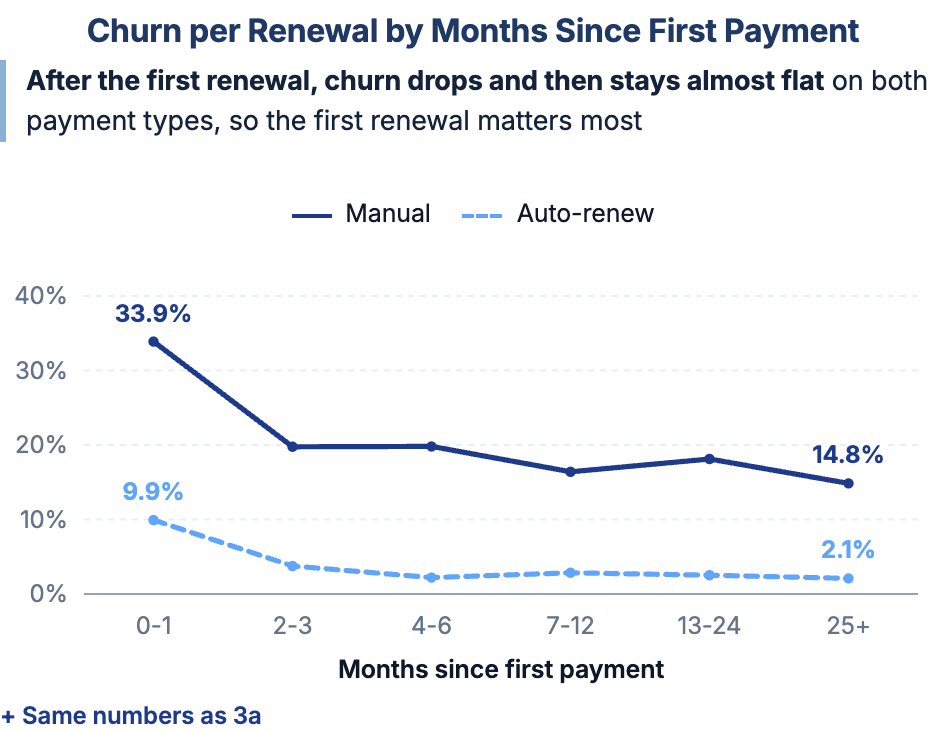 Churn per Renewal by Months Since First Payment
After the first renewal, churn drops and then stays almost flat on both
payment types, so the first renewal matters most
Manual
Auto-renew
40%
33.9%
30%
20%
14.8%
9.9%
10%
2.1%
0%
0-1
2-3
4-6
7-12
13-24
25+
Months since first payment
+ Same numbers as 3a